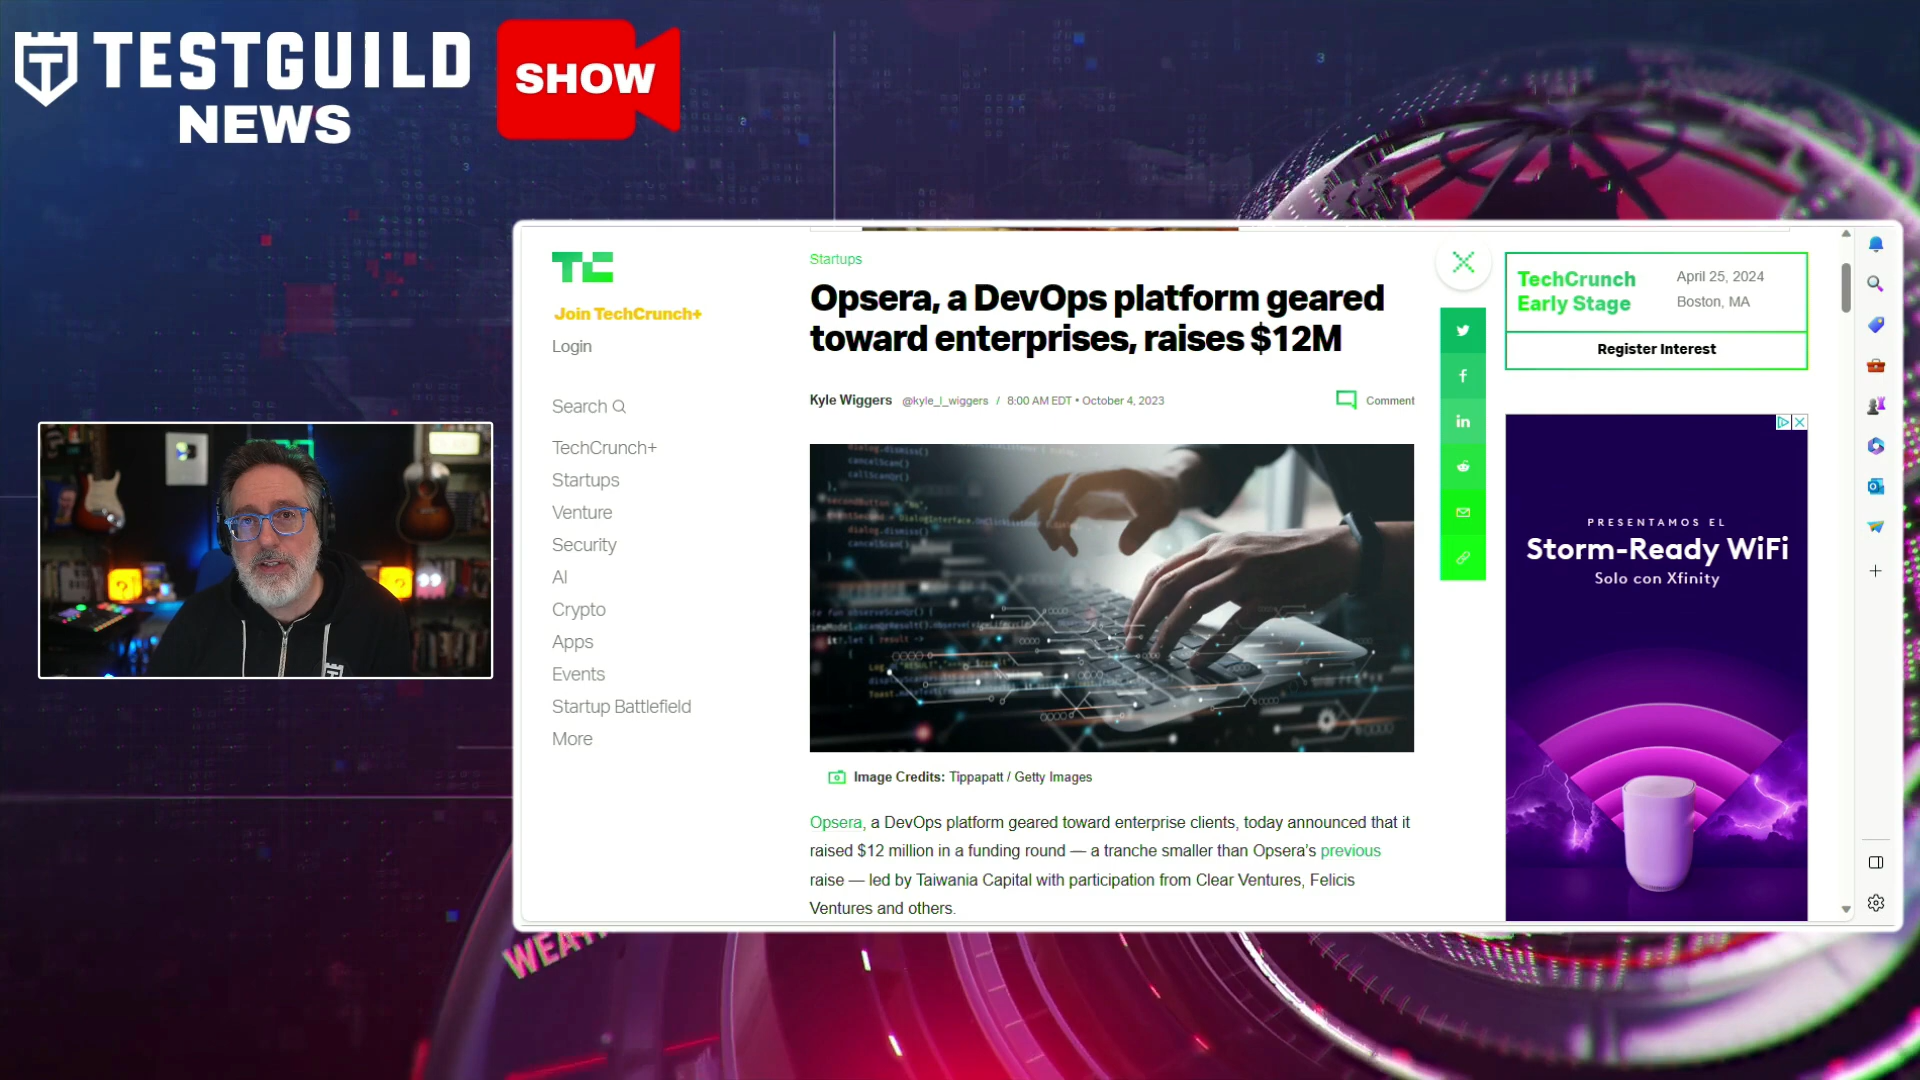 TESTGUILD
NEWS
SHOW
Join TechCrunch+
Login
Search
TechCrunch+
Startups
Venture
Security
AI
Crypto
Apps
Events
Startup Battlefield
More
Startups
Opsera, a DevOps platform geared
toward enterprises, raises $12M
Kyle Wiggers @kyle_l_wiggers / 8:00 AM EDT • October 4, 2023
Comment
Image Credits: Tippapatt / Getty Images
Opsera, a DevOps platform geared toward enterprise clients, today announced that it
raised $12 million in a funding round — a tranche smaller than Opsera's previous
raise — led by Taiwania Capital with participation from Clear Ventures, Felicis
Ventures and others.
TechCrunch
Early Stage
April 25, 2024
Boston, MA
Register Interest
PRESENTAMOS EL
Storm-Ready WiFi
Solo con Xfinity